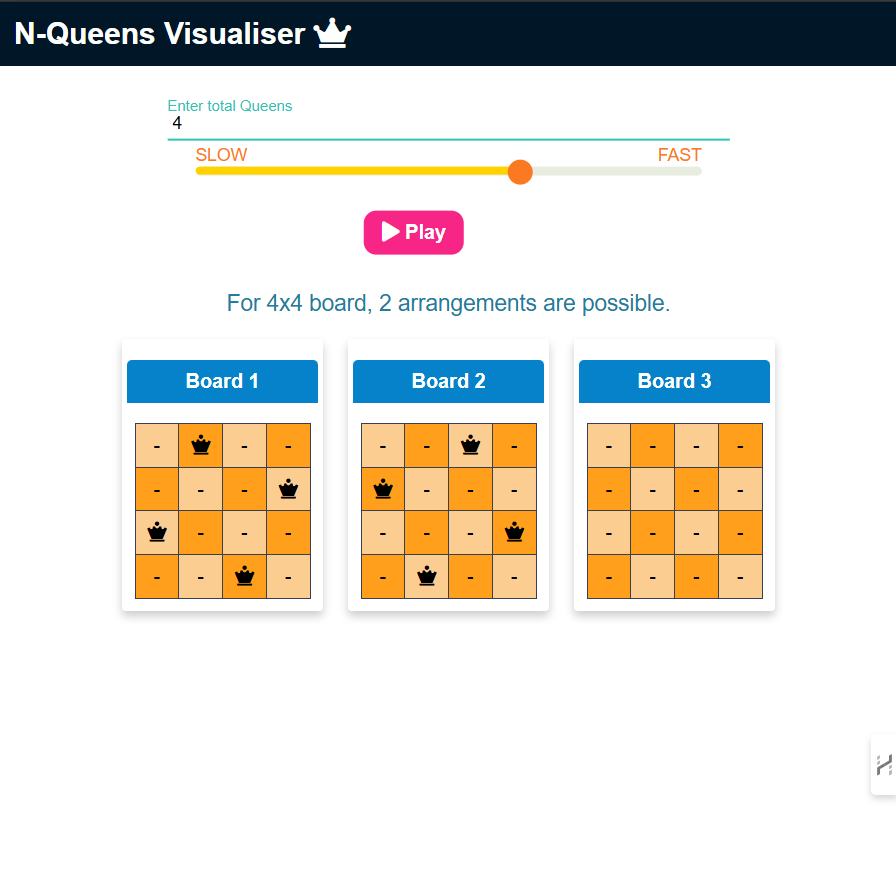 N-Queens Visualiser
Enter total Queens
4
SLOW FAST
Play
For 4x4 board, 2 arrangements are possible.
Board 1 Board 2 Board 3
- - - - - - - - - -
- - - - - - - - - -
- - - - - - - - - -
- - - - - - - - - -